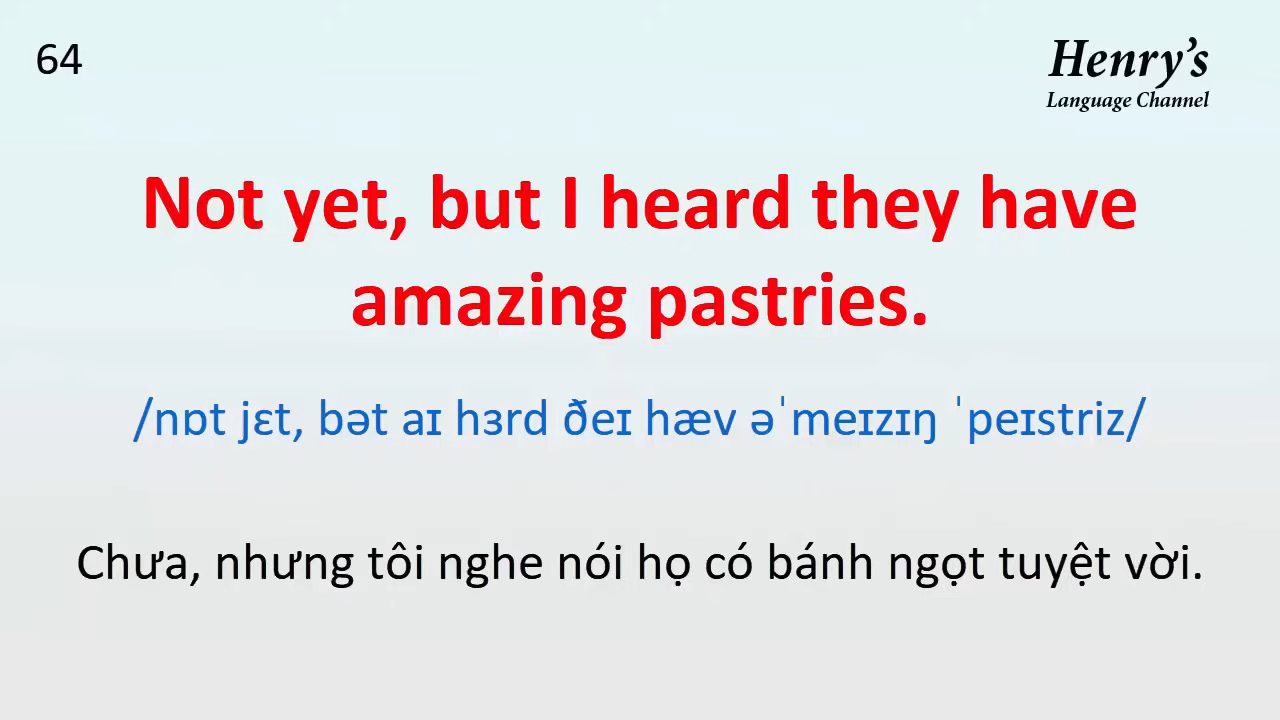 64
Henry’s
Language Channel
Not yet, but I heard they have
amazing pastries.
/nɒt jɛt, bət aɪ hɜrd ðeɪ hæv əˈmeɪzɪŋ ˈpeɪstriz/
Chưa, nhưng tôi nghe nói họ có bánh ngọt tuyệt vời.